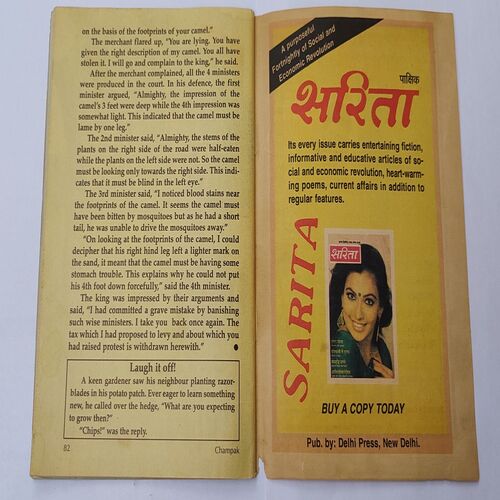 on the basis of the footprints of your camel."
The merchant flared up, "You are lying. You have
given the right description of my camel. You all have
stolen it. I will go and complain to the king," he said.
After the merchant complained, all the 4 ministers
were produced in the court. In his defence, the first
minister argued, "Almighty, the impression of the
camel's 3 feet were deep while the 4th impression was
somewhat light. This indicated that the camel must be
lame by one leg."
The 2nd minister said, "Almighty, the stems of the
plants on the right side of the road were half-eaten
while the plants on the left side were not. So the camel
must be looking only towards the right side. This indi-
cates that it must be blind in the left eye."
The 3rd minister said, "I noticed blood stains near
the footprints of the camel. It seems the camel must
have been bitten by mosquitoes but as he had a short
tail, he was unable to drive the mosquitoes away."
"On looking at the footprints of the camel, I could
decipher that his right hind leg left a lighter mark on
the sand, it meant that the camel must be having some
stomach trouble. This explains why he could not put
his 4th foot down forcefully," said the 4th minister.
The king was impressed by their arguments and
said, "I had committed a grave mistake by banishing
such wise ministers. I take you back once again. The
tax which I had proposed to levy and about which you
had raised protest is withdrawn herewith." ●
Laugh it off!
A keen gardener saw his neighbour planting razor-
blades in his potato patch. Ever eager to learn something
new, he called over the hedge, "What are you expecting
to grow then?"
"Chips!" was the reply.
82 Champak
A purposeful
Fortnightly of Social and
Economic Revolution
पाक्षिक
सरिता
Its every issue carries entertaining fiction,
informative and educative articles of so-
cial and economic revolution, heart-warm-
ing poems, current affairs in addition to
regular features.
SARITA
सरिता
BUY A COPY TODAY
Pub. by: Delhi Press, New Delhi.